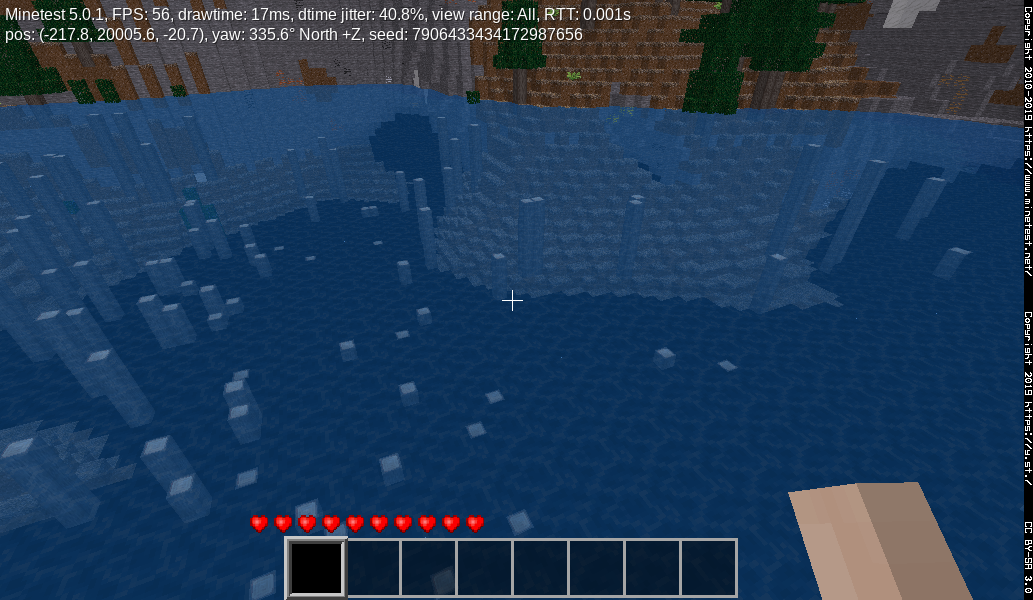 Minetest 5.0.1, FPS: 56, drawtime: 17ms, dtime jitter: 40.8%, view range: All, RTT: 0.001s
pos: (-217.8, 20005.6, -20.7), yaw: 335.6° North +Z, seed: 7906433434172987656
Copyright 2010-2019 https://www.minetest.net/ Copyright 2019 https://y.st./ CC BY-SA 3.0